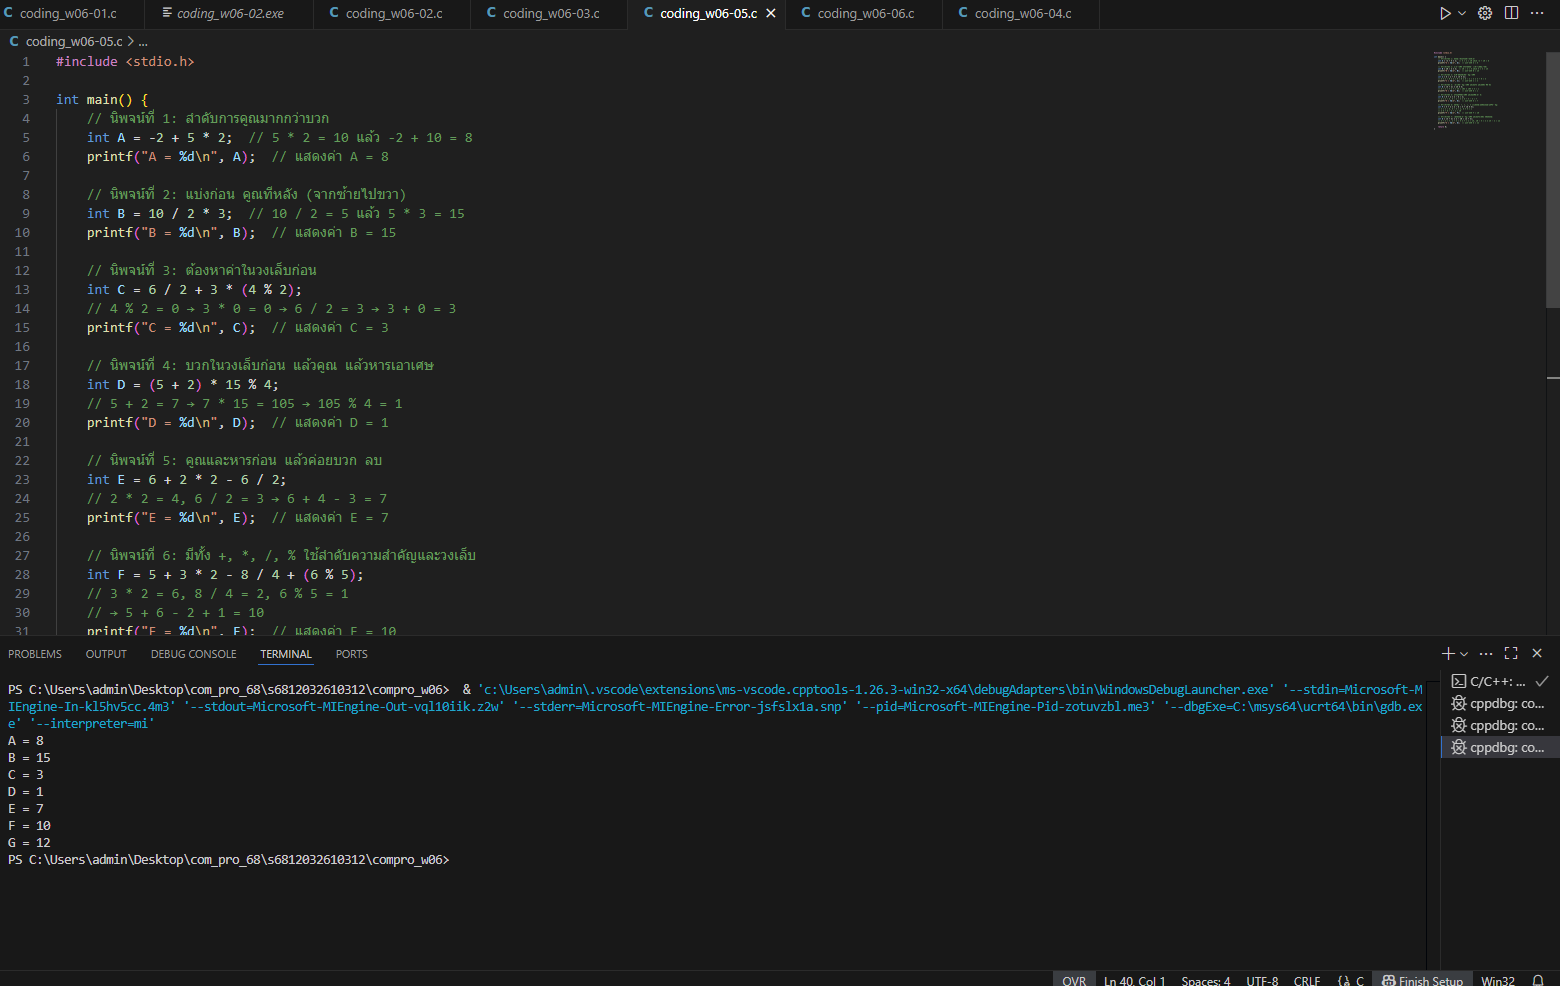 coding_w06-01.c
coding_w06-02.exe
coding_w06-02.c
coding_w06-03.c
coding_w06-05.c
coding_w06-06.c
coding_w06-04.c
coding_w06-05.c > ...
1 #include <stdio.h>
2
3 int main() {
4 // นิพจน์ที่ 1: ลำดับการคูณมากกว่าบวก
5 int A = -2 + 5 * 2; // 5 * 2 = 10 แล้ว -2 + 10 = 8
6 printf("A = %d\n", A); // แสดงค่า A = 8
7
8 // นิพจน์ที่ 2: แบ่งก่อน คูณทีหลัง (จากซ้ายไปขวา)
9 int B = 10 / 2 * 3; // 10 / 2 = 5 แล้ว 5 * 3 = 15
10 printf("B = %d\n", B); // แสดงค่า B = 15
11
12 // นิพจน์ที่ 3: ต้องหาค่าในวงเล็บก่อน
13 int C = 6 / 2 + 3 * (4 % 2);
14 // 4 % 2 = 0 → 3 * 0 = 0 → 6 / 2 = 3 → 3 + 0 = 3
15 printf("C = %d\n", C); // แสดงค่า C = 3
16
17 // นิพจน์ที่ 4: บวกในวงเล็บก่อน แล้วคูณ แล้วหารเอาเศษ
18 int D = (5 + 2) * 15 % 4;
19 // 5 + 2 = 7 → 7 * 15 = 105 → 105 % 4 = 1
20 printf("D = %d\n", D); // แสดงค่า D = 1
21
22 // นิพจน์ที่ 5: คูณและหารก่อน แล้วค่อยบวก ลบ
23 int E = 6 + 2 * 2 - 6 / 2;
24 // 2 * 2 = 4, 6 / 2 = 3 → 6 + 4 - 3 = 7
25 printf("E = %d\n", E); // แสดงค่า E = 7
26
27 // นิพจน์ที่ 6: มีทั้ง +, *, /, % ใช้ลำดับความสำคัญและวงเล็บ
28 int F = 5 + 3 * 2 - 8 / 4 + (6 % 5);
29 // 3 * 2 = 6, 8 / 4 = 2, 6 % 5 = 1
30 // → 5 + 6 - 2 + 1 = 10
31 printf("F = %d\n", F); // แสดงค่า F = 10
PROBLEMS OUTPUT DEBUG CONSOLE TERMINAL PORTS
PS C:\Users\admin\Desktop\com_pro_68\s6812032610312\compro_w06> & 'c:\Users\admin\.vscode\extensions\ms-vscode.cpptools-1.26.3-win32-x64\debugAdapters\bin\WindowsDebugLauncher.exe' '--stdin=Microsoft-M
IEngine-In-kl5hv5cc.4m3' '--stdout=Microsoft-MIEngine-Out-vql10iik.z2w' '--stderr=Microsoft-MIEngine-Error-jsfslx1a.snp' '--pid=Microsoft-MIEngine-Pid-zotuvzbl.me3' '--dbgExe=C:\msys64\ucrt64\bin\gdb.ex
e' '--interpreter=mi'
A = 8
B = 15
C = 3
D = 1
E = 7
F = 10
G = 12
PS C:\Users\admin\Desktop\com_pro_68\s6812032610312\compro_w06>
C/C++: ...
cppdbg: co...
cppdbg: co...
cppdbg: co...
OVR Ln 40, Col 1 Spaces: 4 UTF-8 CRLF {} C Finish Setup Win32